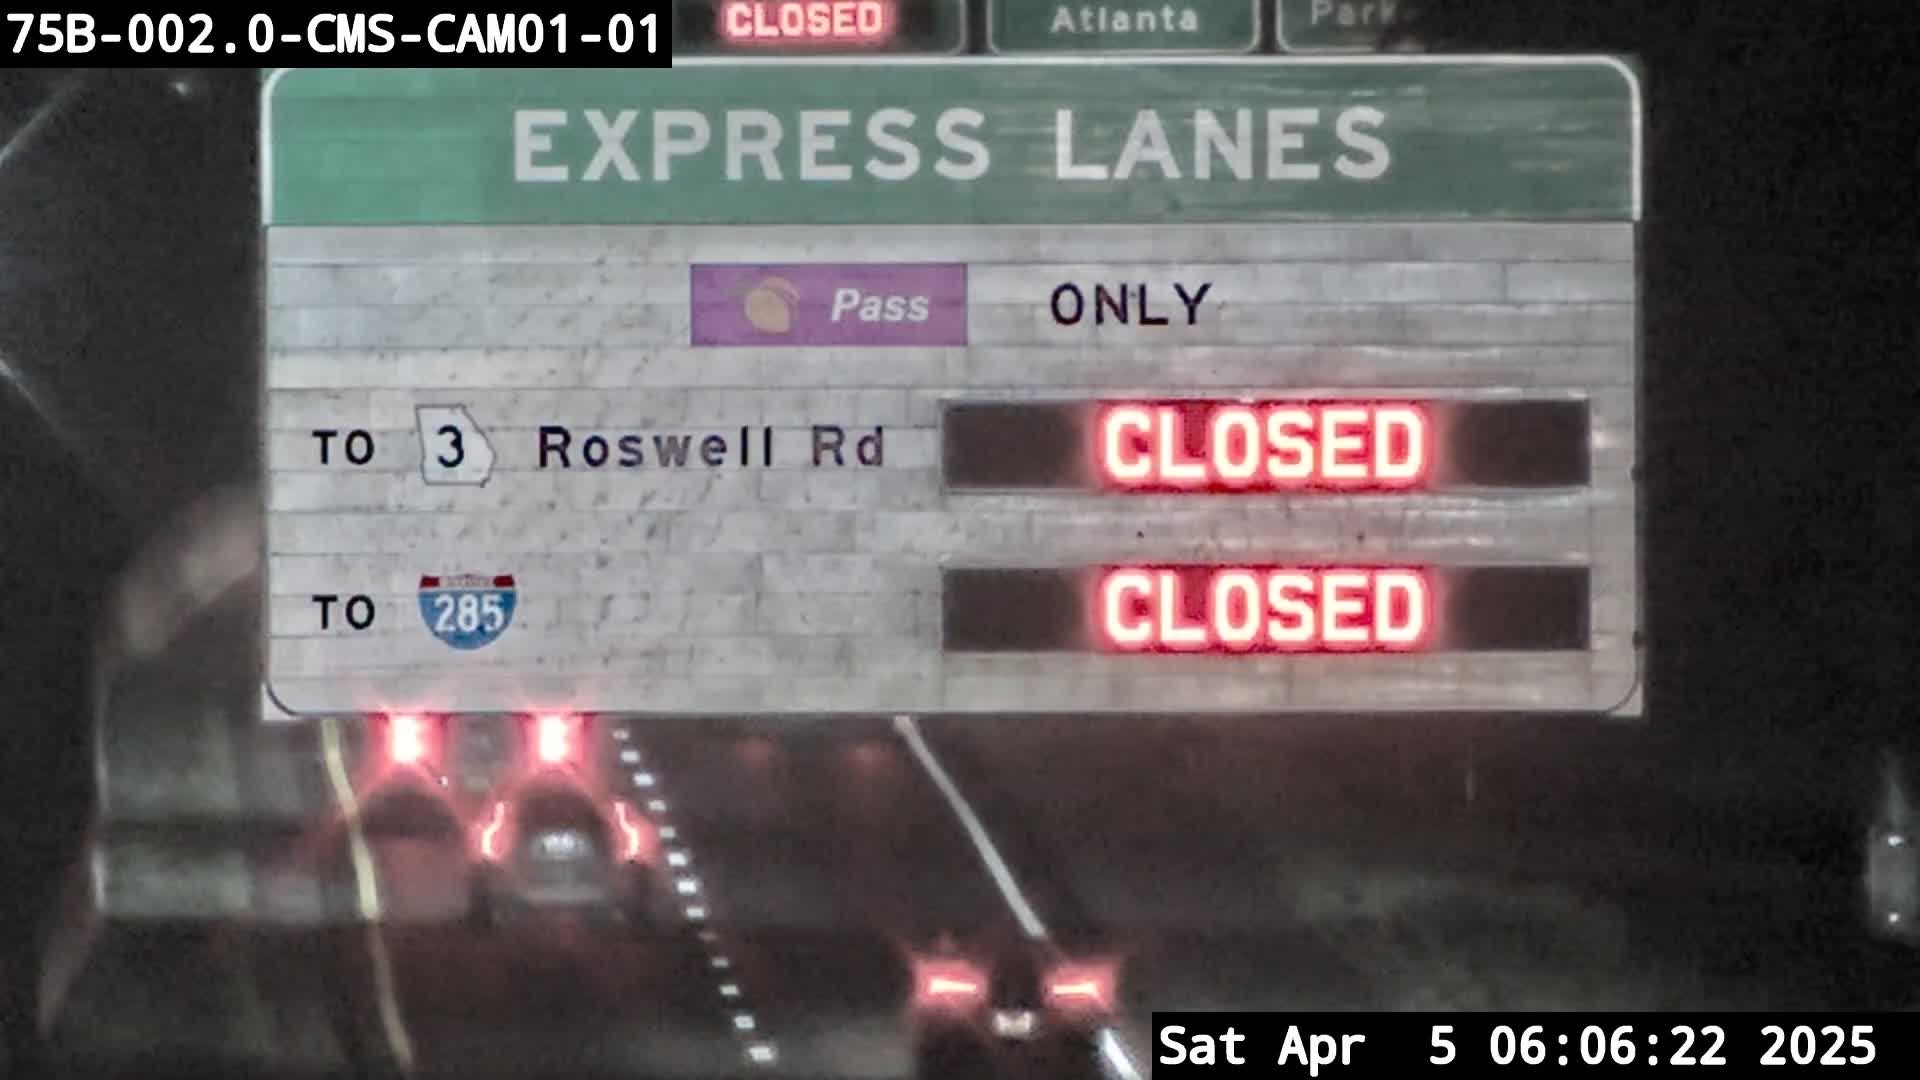 75B-002.0-CMS-CAM01-01
CLOSED
Atlanta
Park
EXPRESS LANES
Pass ONLY
TO 3 Roswell Rd CLOSED
TO 285 CLOSED
Sat Apr 5 06:06:22 2025